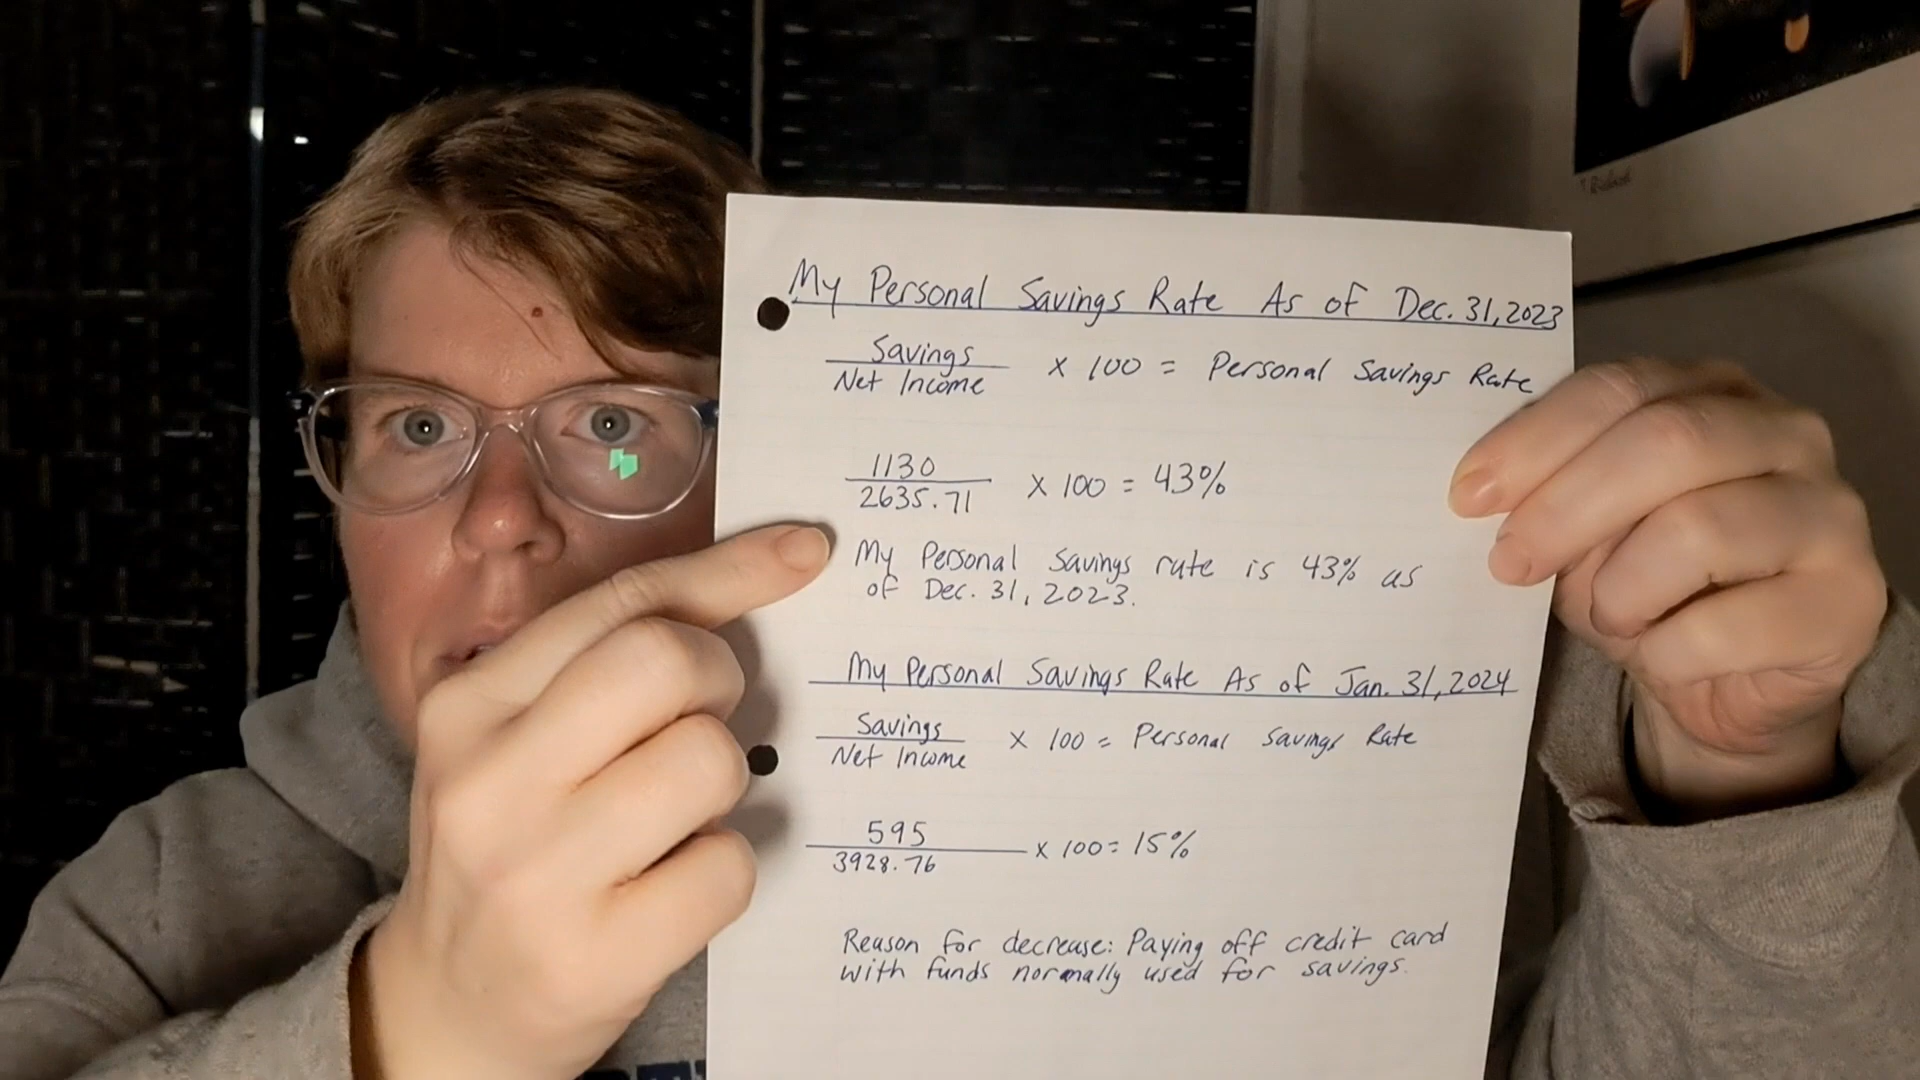 My Personal Savings Rate As of Dec. 31, 2023
Savings
Net Income
x 100 = Personal Savings Rate
1130
2635.71
x 100 = 43%
My Personal Savings rate is 43% as
of Dec. 31, 2023.
My Personal Savings Rate As of Jan. 31, 2024
Savings
Net Income
x 100 = Personal Savings Rate
595
3928.76
x 100 = 15%
Reason for decrease: Paying off credit card
with funds normally used for savings.